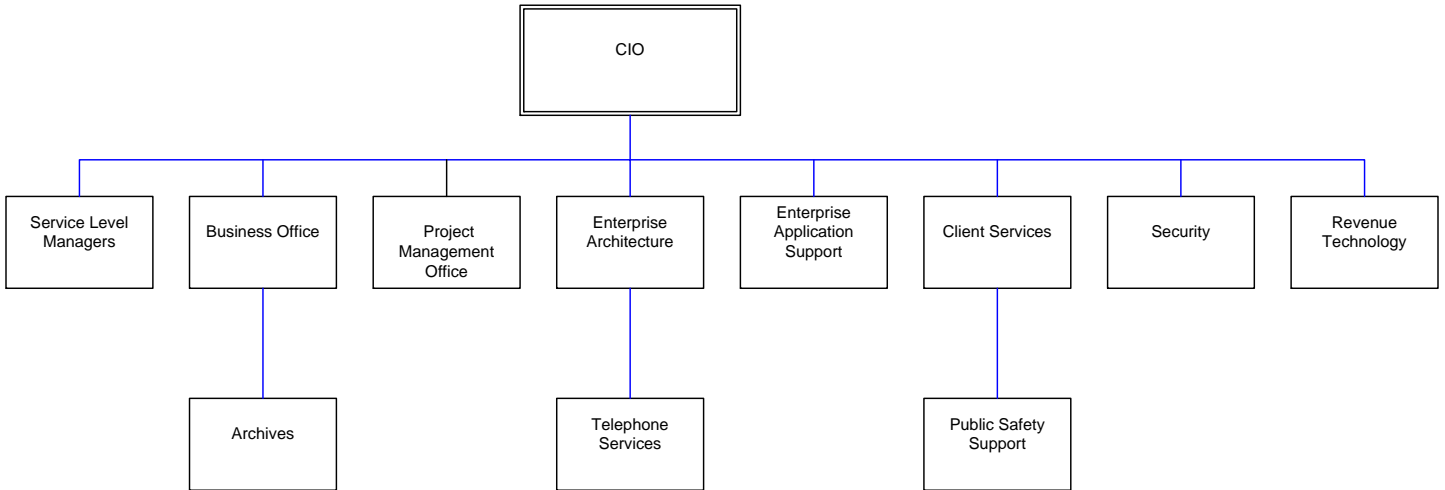 CIO
Service Level
Managers
Business Office
Project
Management
Office
Enterprise
Architecture
Enterprise
Application
Support
Client Services
Security
Revenue
Technology
Archives
Telephone
Services
Public Safety
Support